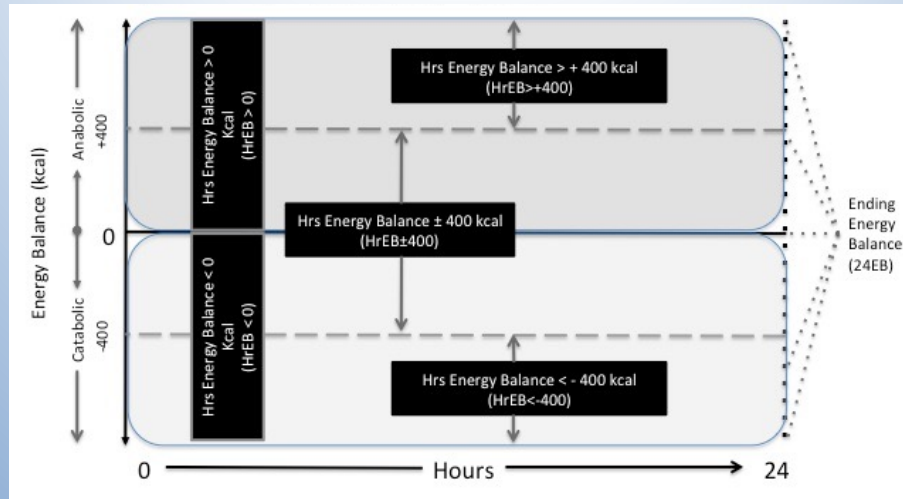 Energy Balance (kcal)
Catabolic
Anabolic
+400
0
-400
Hrs Energy Balance > 0
Kcal
(HrEB > 0)
Hrs Energy Balance < 0
Kcal
(HrEB < 0)
Hrs Energy Balance > + 400 kcal
(HrEB>+400)
Hrs Energy Balance ± 400 kcal
(HrEB±400)
Hrs Energy Balance < - 400 kcal
(HrEB<-400)
Ending
Energy
Balance
(24EB)
0
Hours
24